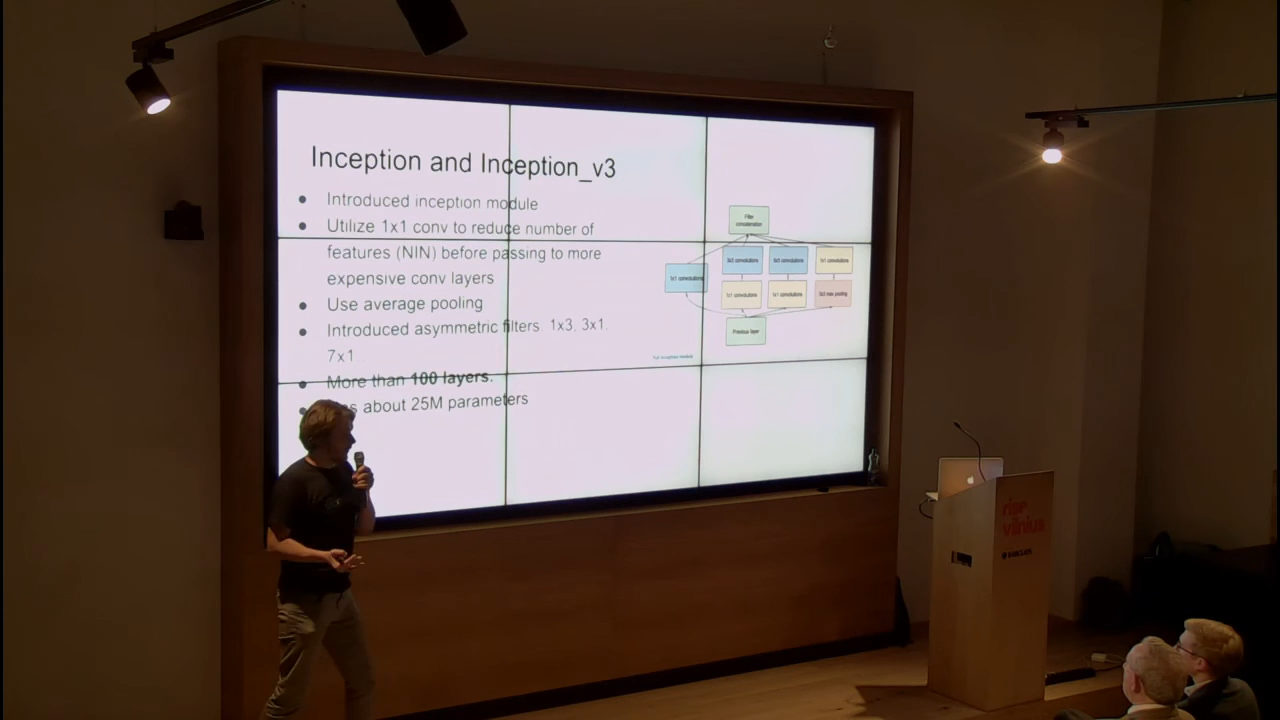 Inception and Inception_v3
● Introduced inception module
● Utilize 1x1 conv to reduce number of
features (NIN) before passing to more
expensive conv layers
● Use average pooling
● Introduced asymmetric filters. 1x3, 3x1.
7x1
● More than 100 layers.
● about 25M parameters
Filter
concatenation
1x1 convolutions
3x3 convolutions
5x5 convolutions
1x1 convolutions
1x1 convolutions
1x1 convolutions
3x3 max pooling
Previous layer
rise
vilnius
BARCLAYS